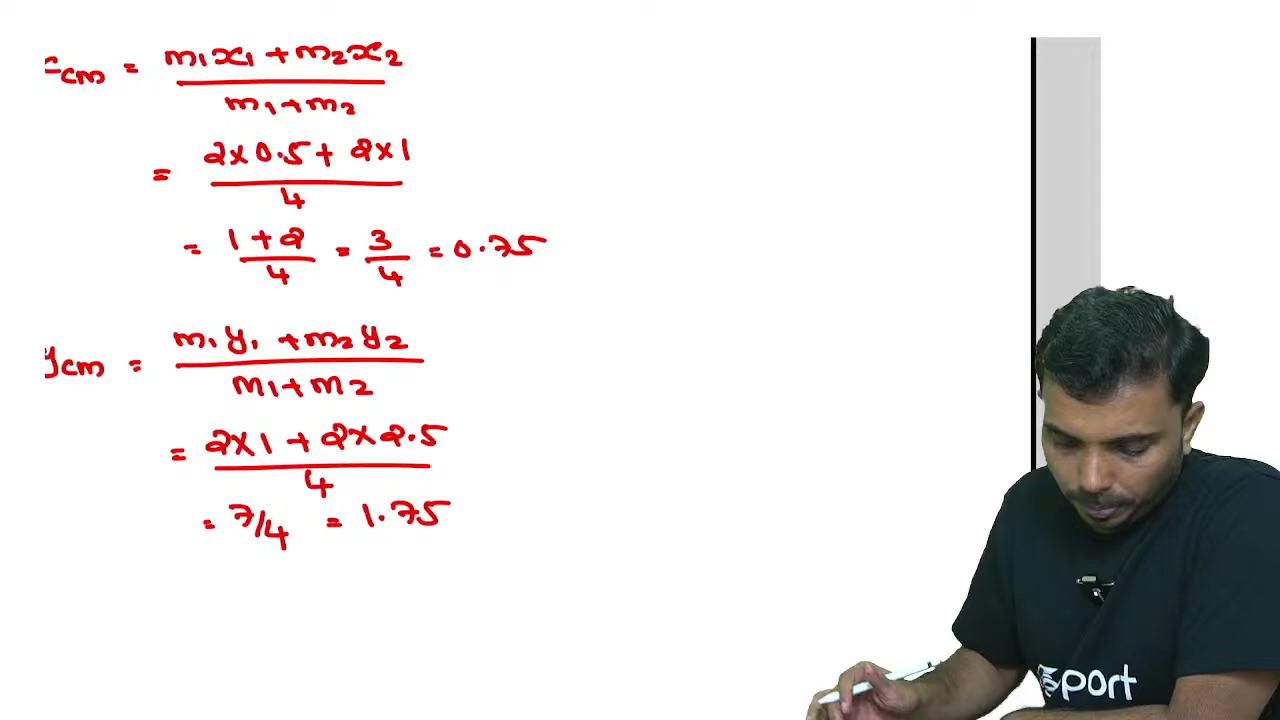 xcm = m1x1 + m2x2 / m1+m2
= 2x0.5 + 2x1 / 4
= 1+2 / 4 = 3/4 = 0.75
ycm = m1y1 + m2y2 / m1+m2
= 2x1 + 2x2.5 / 4
= 7/4 = 1.75
port